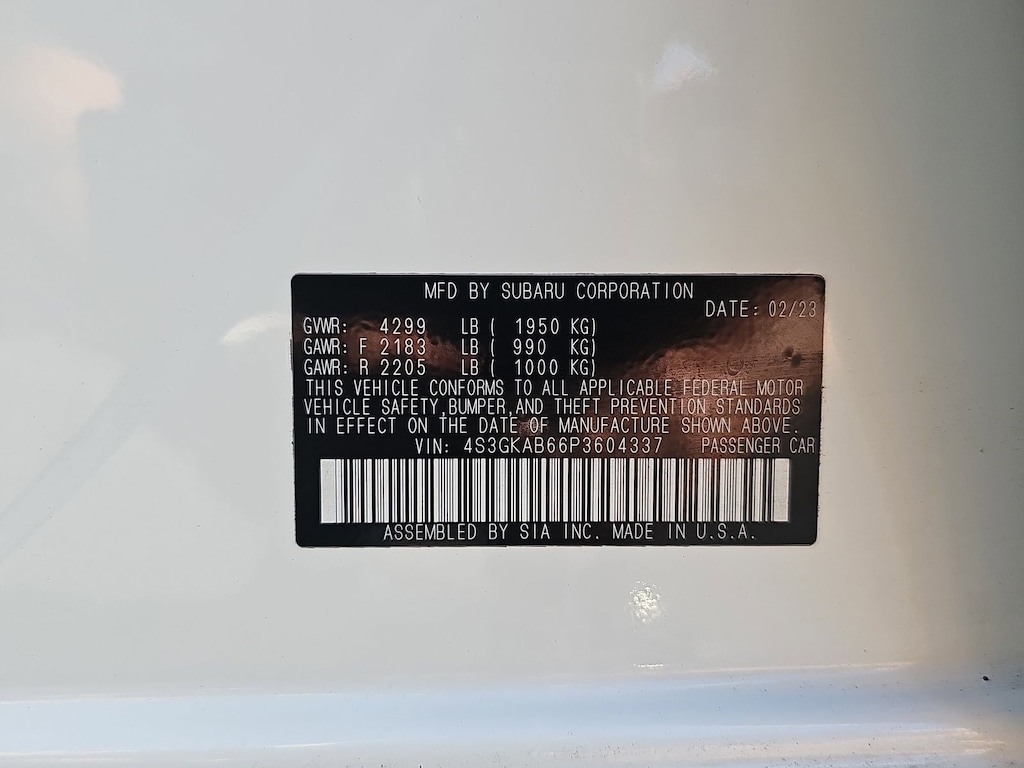 MFD BY SUBARU CORPORATION
DATE: 02/23
GVWR: 4299 LB ( 1950 KG)
GAWR: F 2183 LB ( 990 KG)
GAWR: R 2205 LB ( 1000 KG)
THIS VEHICLE CONFORMS TO ALL APPLICABLE FEDERAL MOTOR
VEHICLE SAFETY, BUMPER, AND THEFT PREVENTION STANDARDS
IN EFFECT ON THE DATE OF MANUFACTURE SHOWN ABOVE.
VIN: 4S3GKAB66P3604337 PASSENGER CAR
ASSEMBLED BY SIA INC. MADE IN U.S.A.